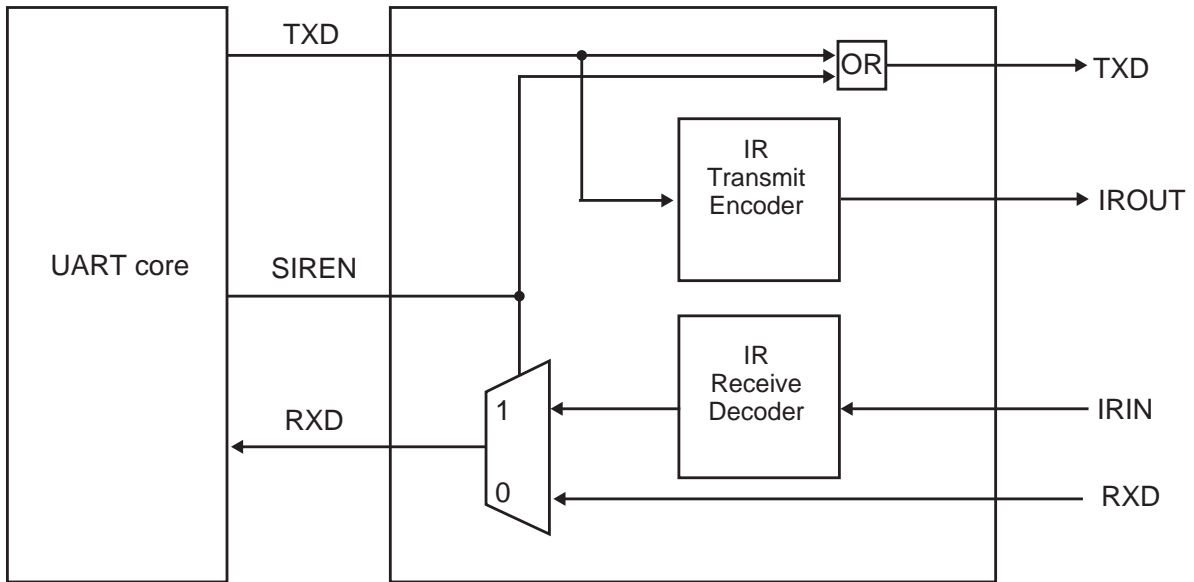 TXD
OR
TXD
IR
Transmit
Encoder
IROUT
UART core
SIREN
IR
Receive
Decoder
1
IRIN
RXD
0
RXD